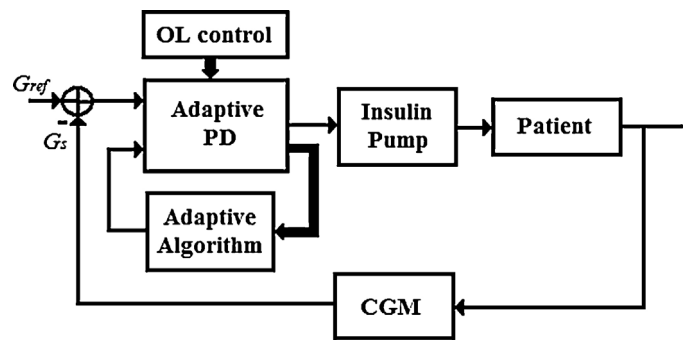 OL control
Gref
Adaptive
PD
Insulin
Pump
Patient
-
Gs
Adaptive
Algorithm
CGM